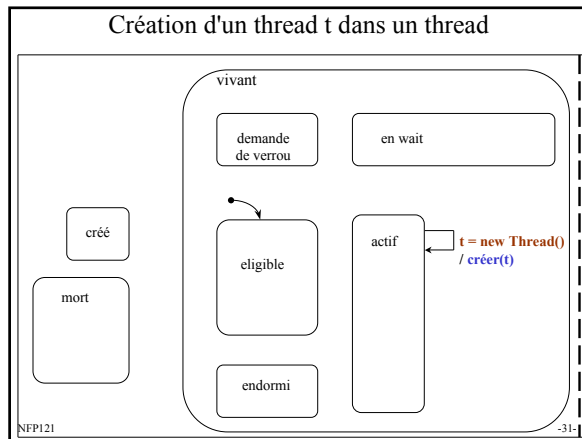 Création d'un thread t dans un thread
vivant
demande
de verrou
en wait
créé
eligible
actif
t = new Thread()
/ créer(t)
mort
endormi
NFP121
-31-